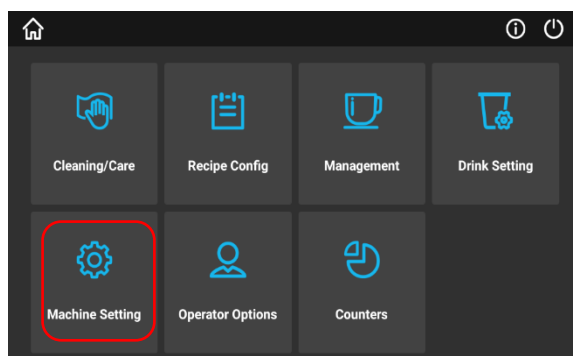 Cleaning/Care
Recipe Config
Management
Drink Setting
Machine Setting
Operator Options
Counters